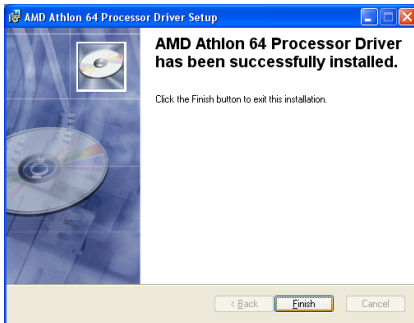 AMD Athlon 64 Processor Driver Setup
AMD Athlon 64 Processor Driver
has been successfully installed.
Click the Finish button to exit this installation.
< Back
Finish
Cancel